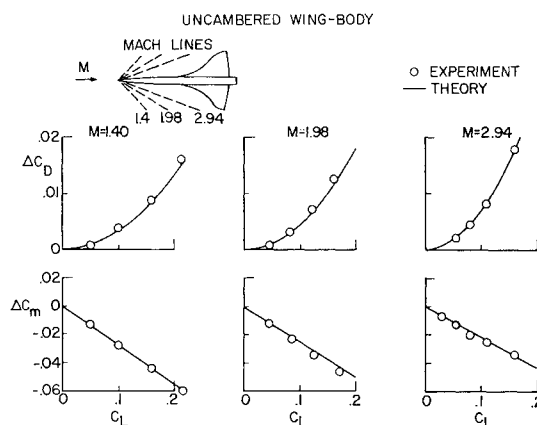 UNCAMBERED WING-BODY
MACH LINES
M
1.4 1.98 2.94
EXPERIMENT
THEORY
M=1.40 M=1.98 M=2.94
.02
ΔC_D
.01
0
.02
ΔC_m 0
-.02
-.04
-.06
0 .1 .2 0 .1 .2 0 .1 .2
C_L C_L C_L